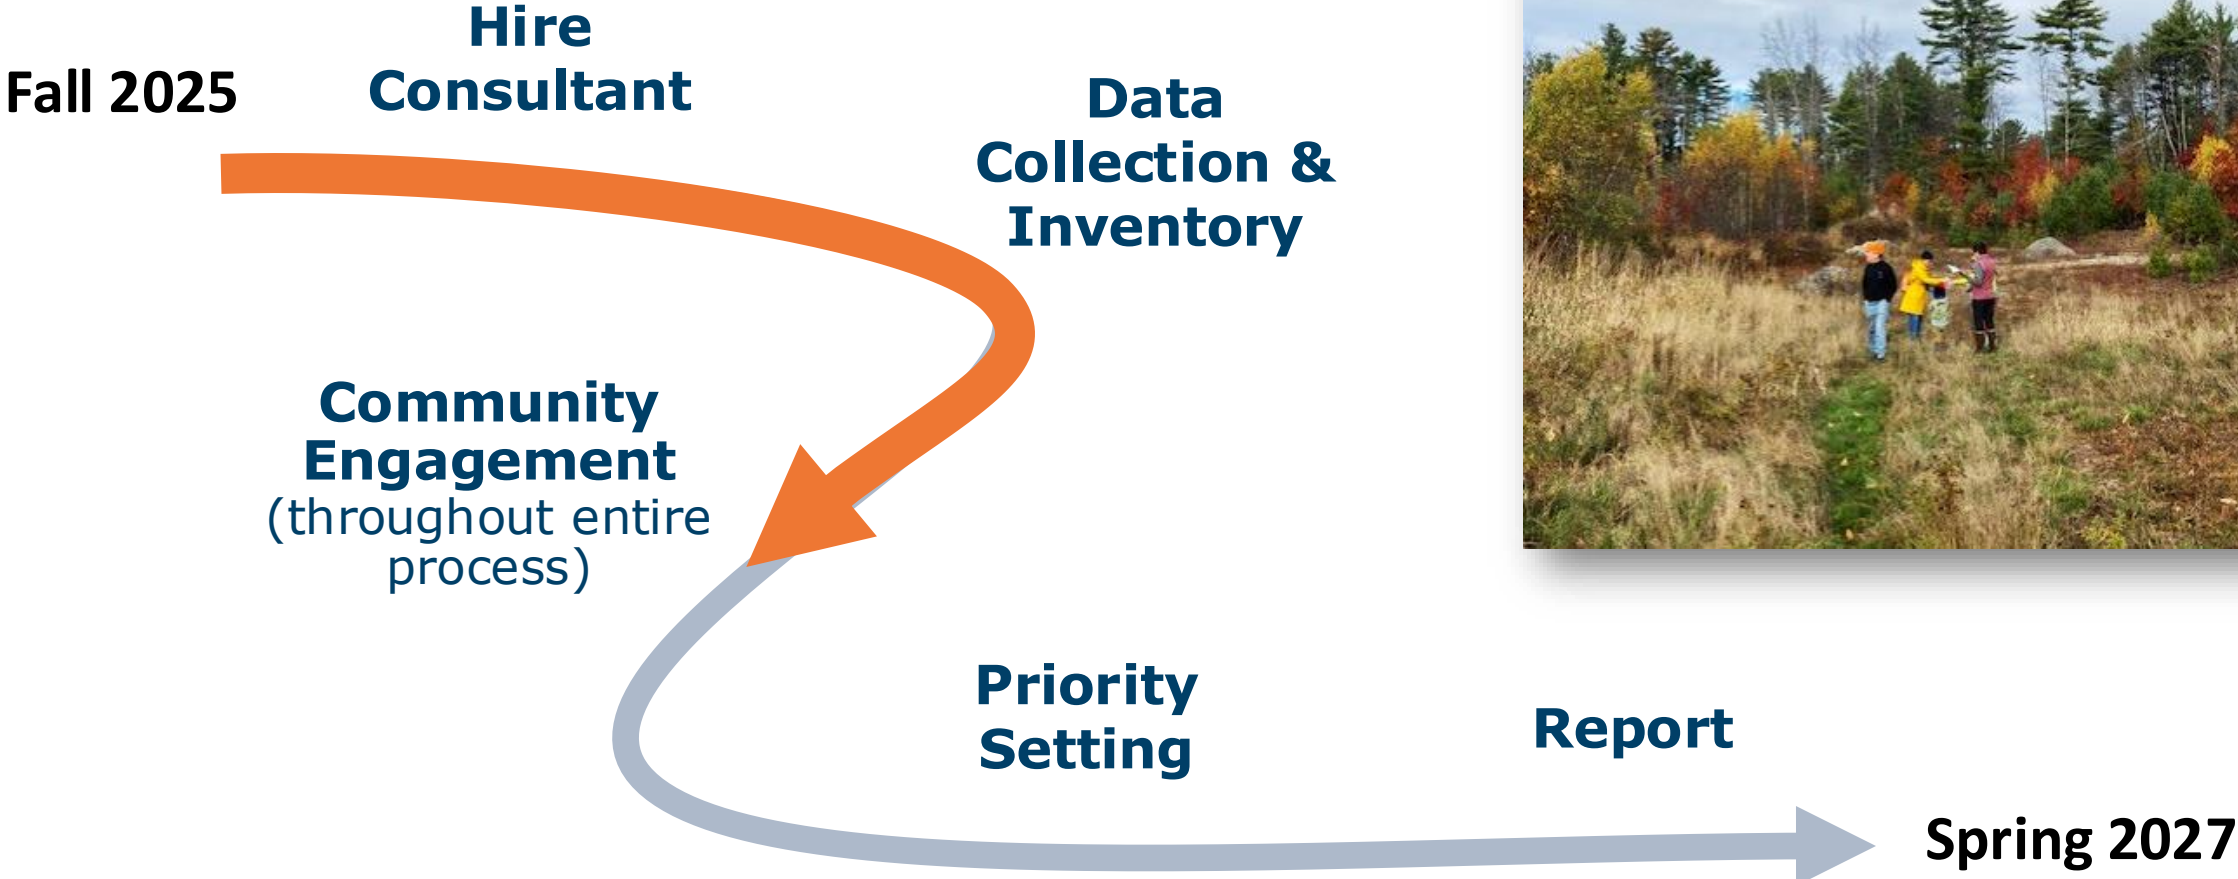 Fall 2025
Hire
Consultant
Data
Collection &
Inventory
Community
Engagement
(throughout entire
process)
Priority
Setting
Report
Spring 2027